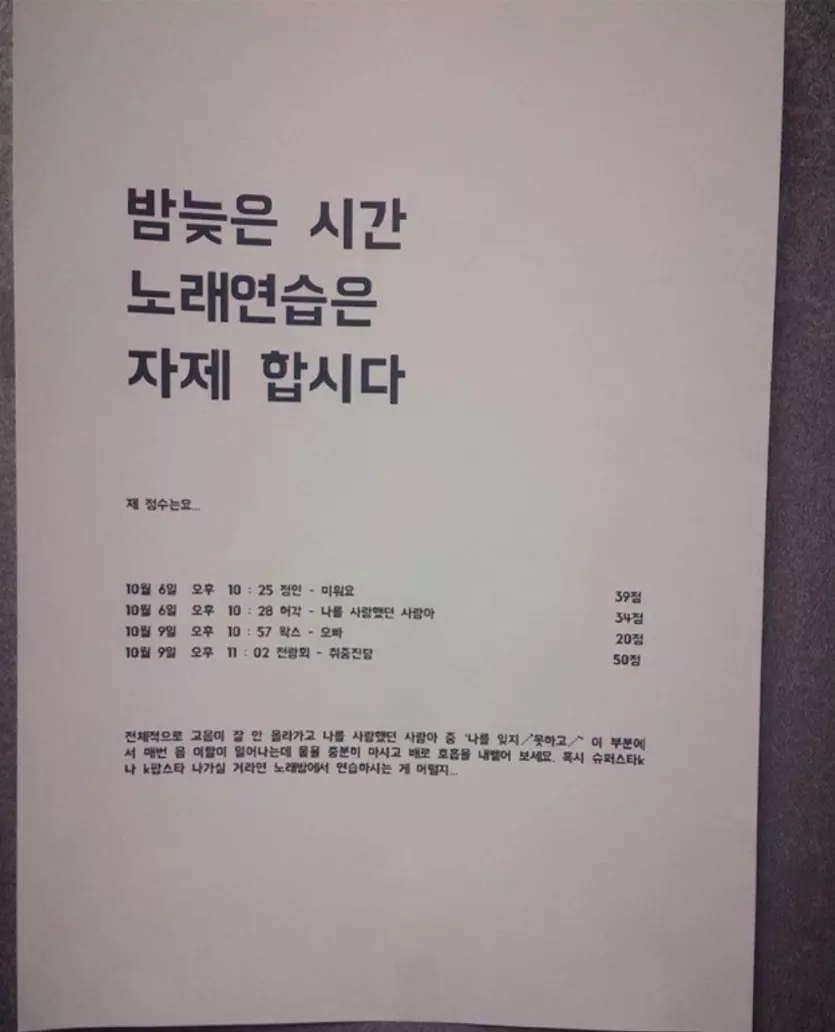 밤늦은 시간
노래연습은
자제 합시다
제 점수는요...
10월 6일 오후 10 : 25 정인 - 미워요 39점
10월 6일 오후 10 : 28 허각 - 나를 사랑했던 사람아 34점
10월 9일 오후 10 : 57 왁스 - 오빠 20점
10월 9일 오후 11 : 02 전람회 - 취중진담 50점
전체적으로 고음이 잘 안 올라가고 나를 사랑했던 사람아 중 '나를 잊지↗못하고↗' 이 부분에
서 매번 음 이탈이 일어나는데 물을 충분히 마시고 배로 호흡을 내뱉어 보세요. 혹시 슈퍼스타k
나 k팝스타 나가실 거라면 노래방에서 연습하시는 게 어떨지...